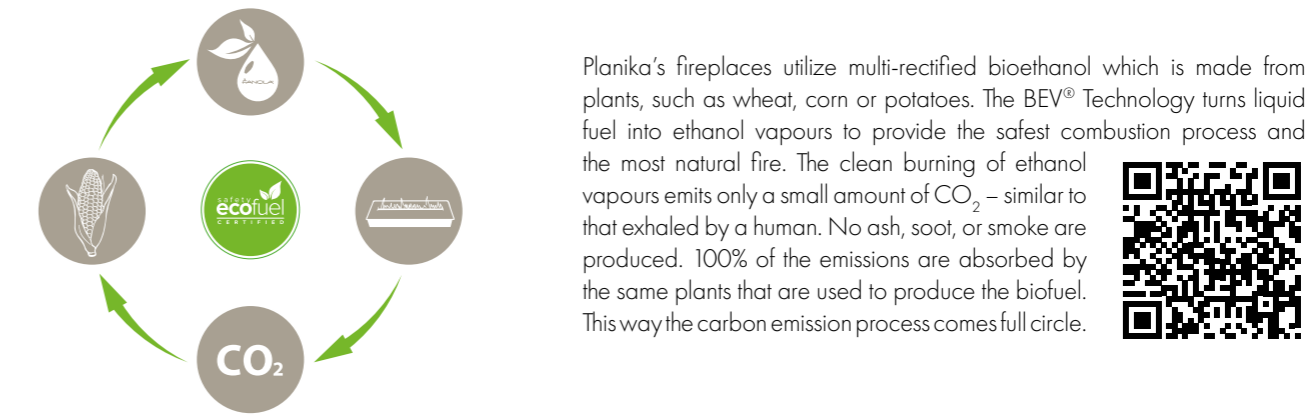 safety
ecofuel
CERTIFIED
CO₂
Planika’s fireplaces utilize multi-rectified bioethanol which is made from
plants, such as wheat, corn or potatoes. The BEV® Technology turns liquid
fuel into ethanol vapours to provide the safest combustion process and
the most natural fire. The clean burning of ethanol
vapours emits only a small amount of CO₂ – similar to
that exhaled by a human. No ash, soot, or smoke are
produced. 100% of the emissions are absorbed by
the same plants that are used to produce the biofuel.
This way the carbon emission process comes full circle.